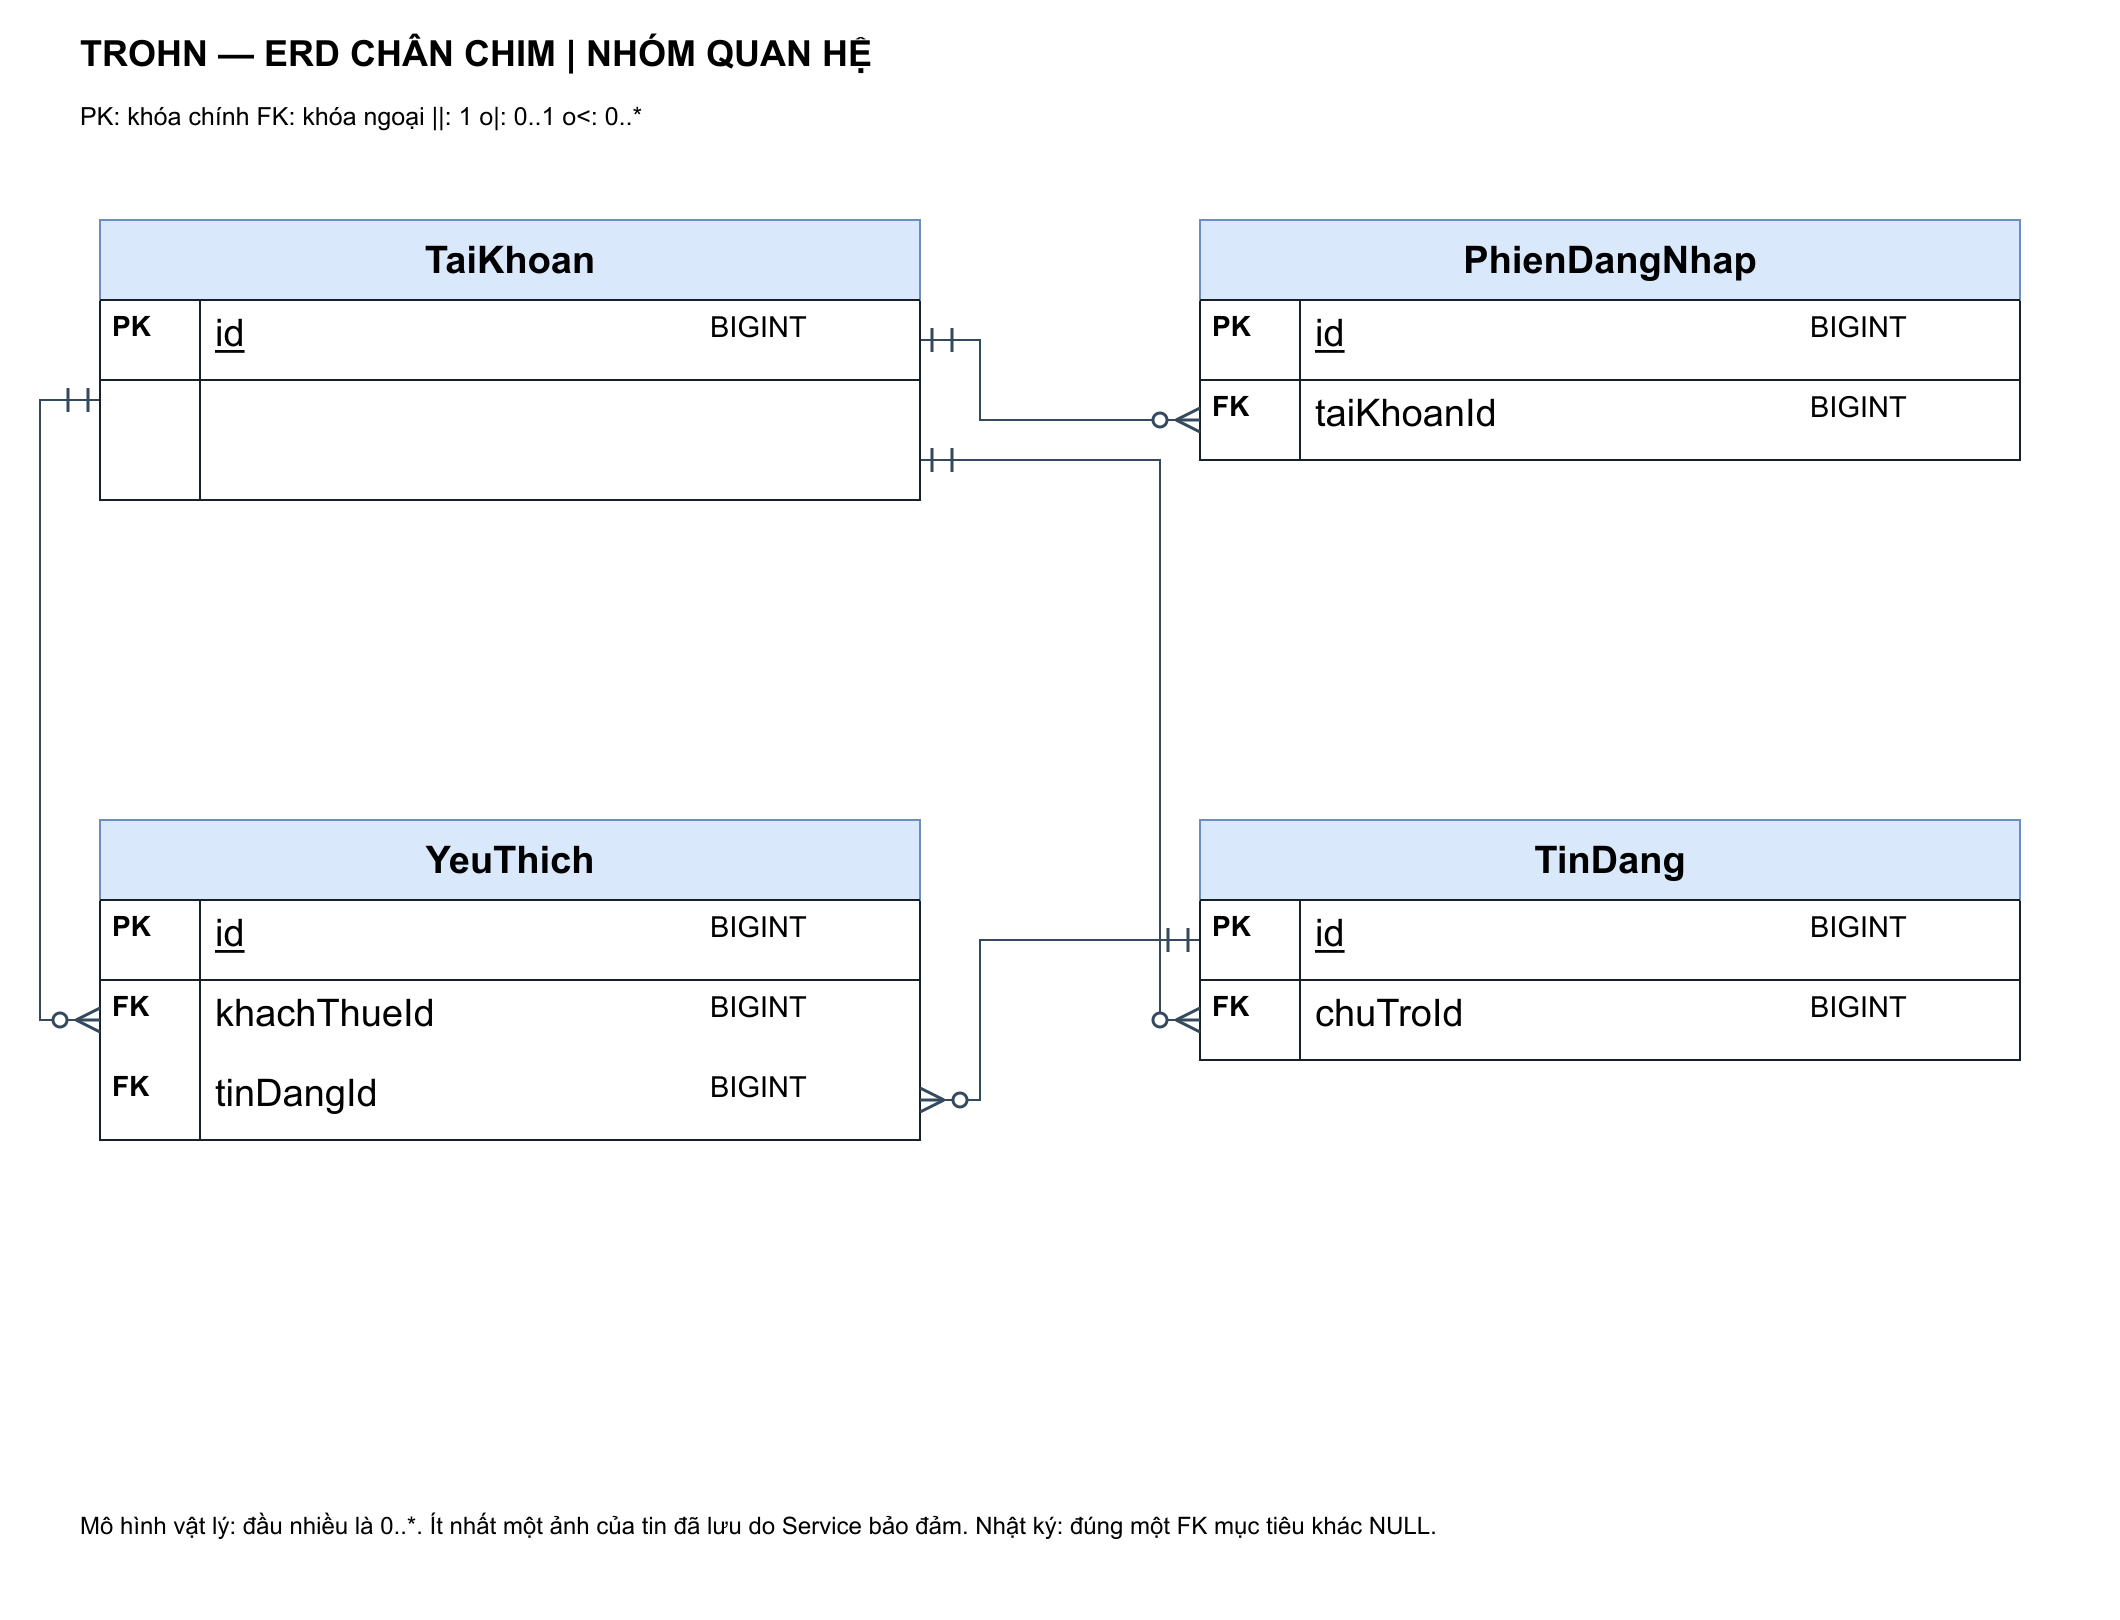 TROHN — ERD CHÂN CHIM | NHÓM QUAN HỆ
PK: khóa chính FK: khóa ngoại ||: 1 o|: 0..1 o<: 0..*
TaiKhoan
PK id BIGINT
PhienDangNhap
PK id BIGINT
FK taiKhoanId BIGINT
YeuThich
PK id BIGINT
FK khachThueId BIGINT
FK tinDangId BIGINT
TinDang
PK id BIGINT
FK chuTroId BIGINT
Mô hình vật lý: đầu nhiều là 0..*. Ít nhất một ảnh của tin đã lưu do Service bảo đảm. Nhật ký: đúng một FK mục tiêu khác NULL.